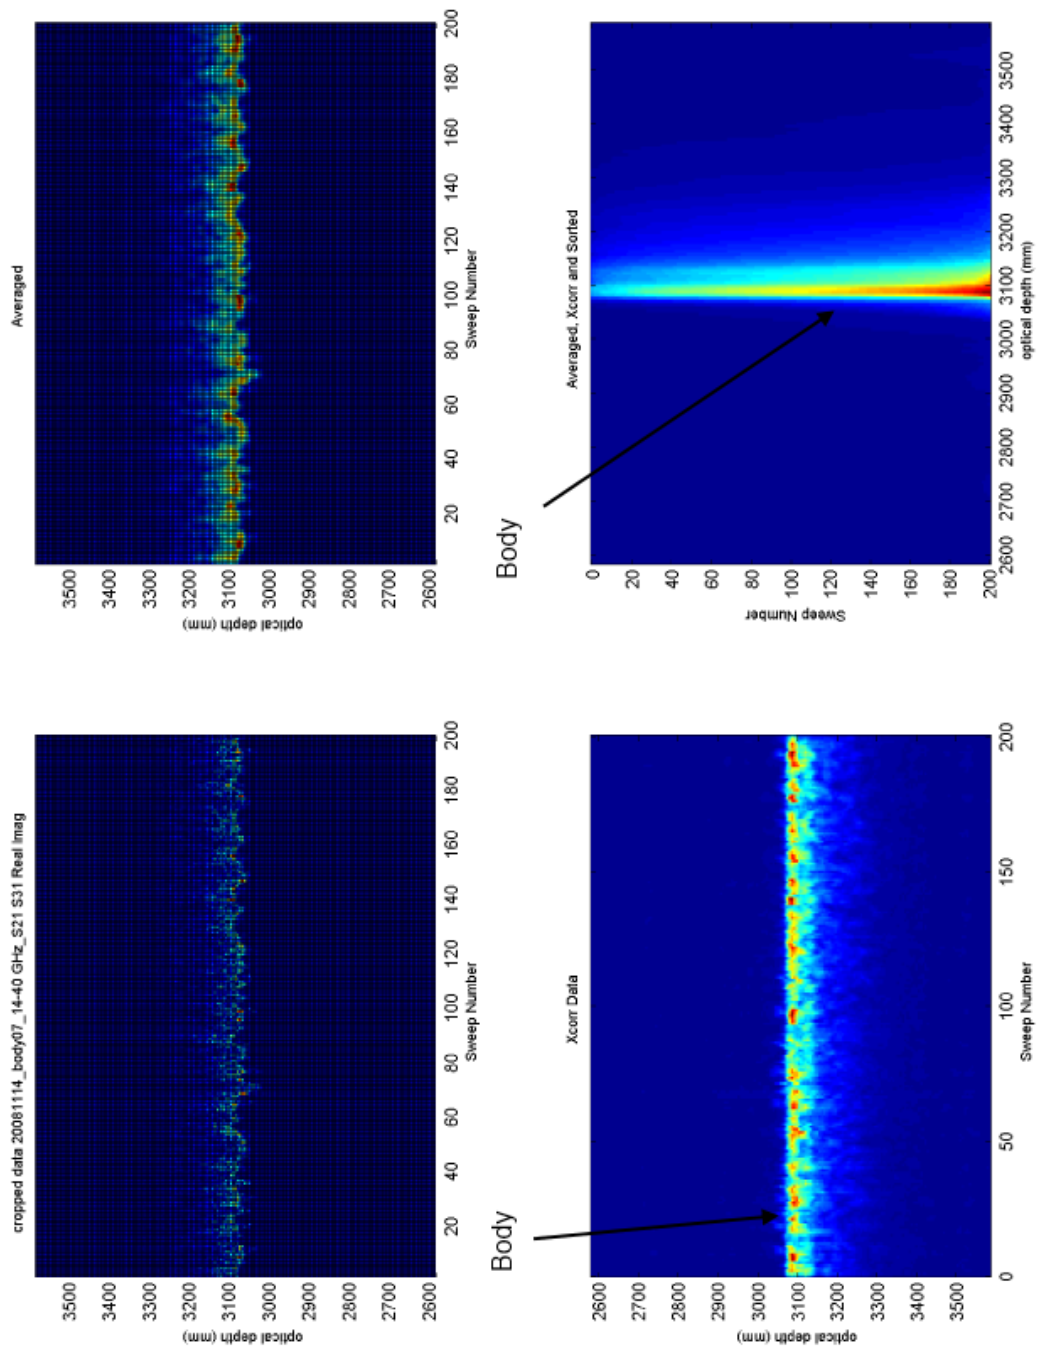 cropped data 20081114_body07_14-40 GHz_S21 S31 Real Imag
optical depth (mm)
3500
3400
3300
3200
3100
3000
2900
2800
2700
2600
20 40 60 80 100 120 140 160 180 200
Sweep Number
Averaged
optical depth (mm)
3500
3400
3300
3200
3100
3000
2900
2800
2700
2600
20 40 60 80 100 120 140 160 180 200
Sweep Number
Body
Xcorr Data
optical depth (mm)
2600
2700
2800
2900
3000
3100
3200
3300
3400
3500
0 50 100 150 200
Sweep Number
Body
Averaged, Xcorr and Sorted
Sweep Number
0
20
40
60
80
100
120
140
160
180
200
2600 2700 2800 2900 3000 3100 3200 3300 3400 3500
optical depth (mm)